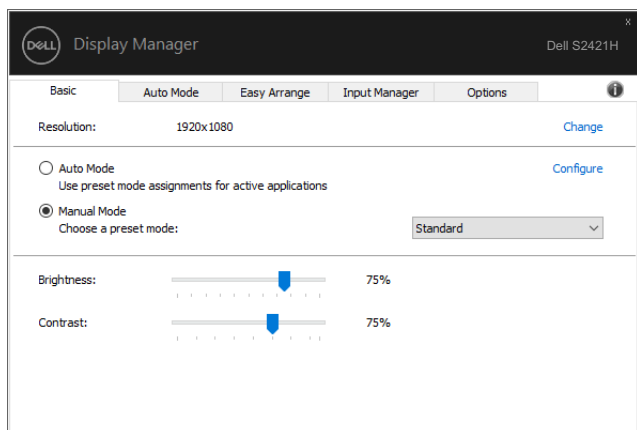 x
DELL Display Manager Dell S2421H
Basic Auto Mode Easy Arrange Input Manager Options i
Resolution: 1920x1080 Change
Auto Mode Configure
Use preset mode assignments for active applications
Manual Mode
Choose a preset mode: Standard
Brightness: 75%
Contrast: 75%